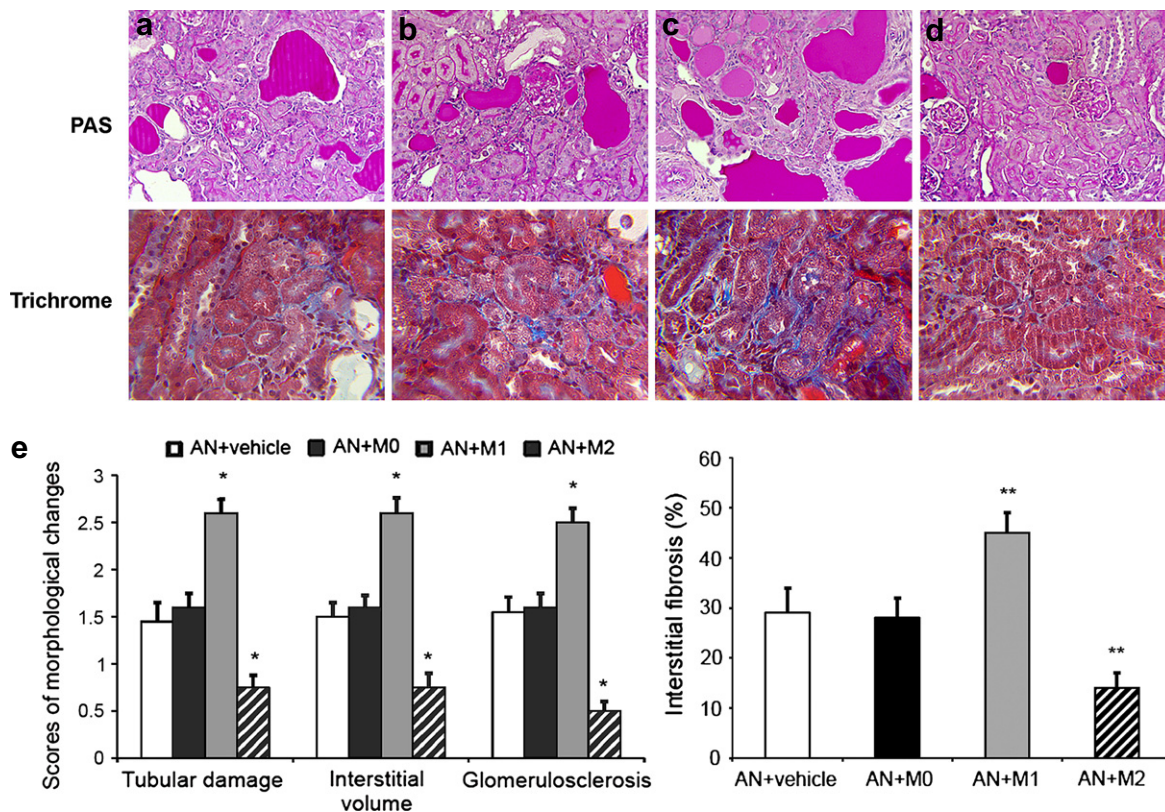 a b c d
PAS
Trichrome
e
AN+vehicle AN+M0 AN+M1 AN+M2
Scores of morphological changes
3
2.5
2
1.5
1
0.5
0
* * * * * *
Tubular damage Interstitial volume Glomerulosclerosis
Interstitial fibrosis (%)
60
50
40
30
20
10
0
** **
AN+vehicle AN+M0 AN+M1 AN+M2